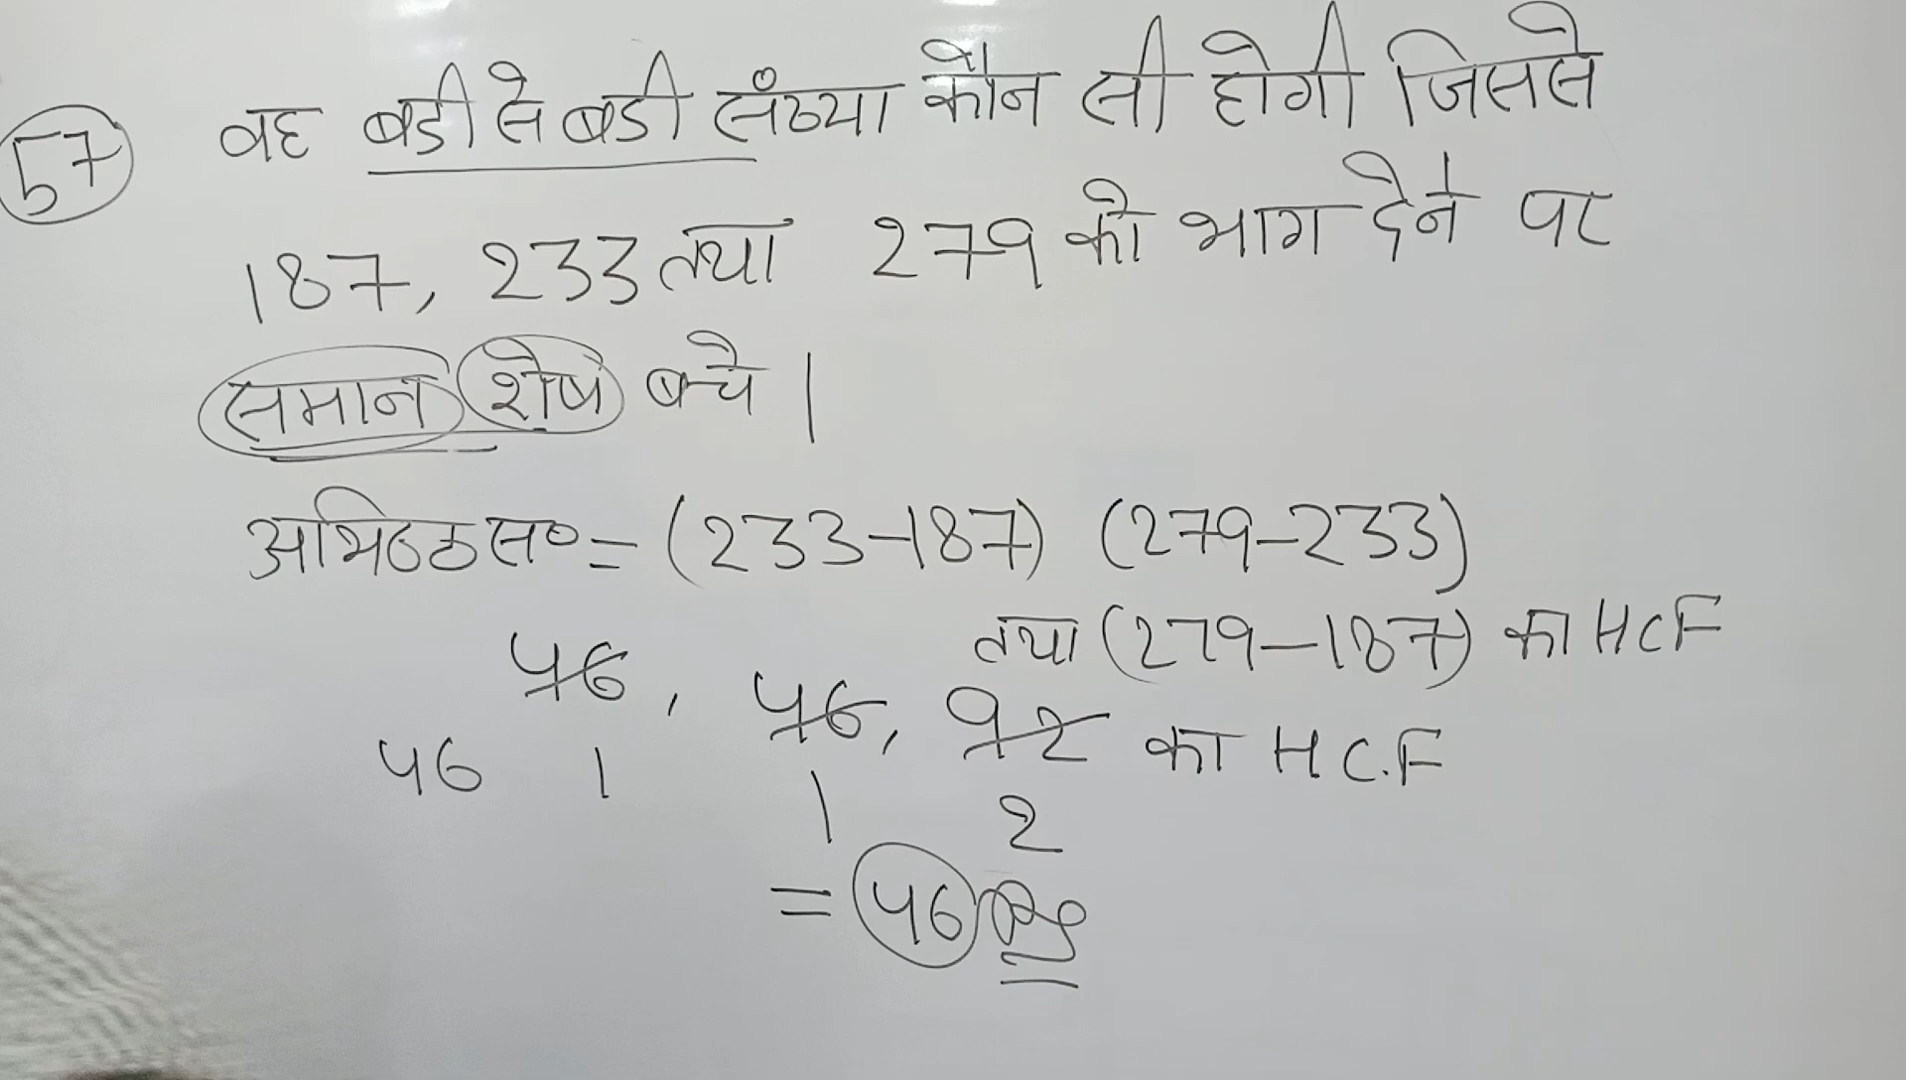 57 वह बडी से बडी संख्या कौन सी होगी जिससे
187, 233 तथा 279 को भाग देने पर
समान शेष बचे |
अभिष्ठ स० = (233-187) (279-233)
तथा (279-187) का HCF
46, 46, 92 का H C.F
46 1 1 2
= 46